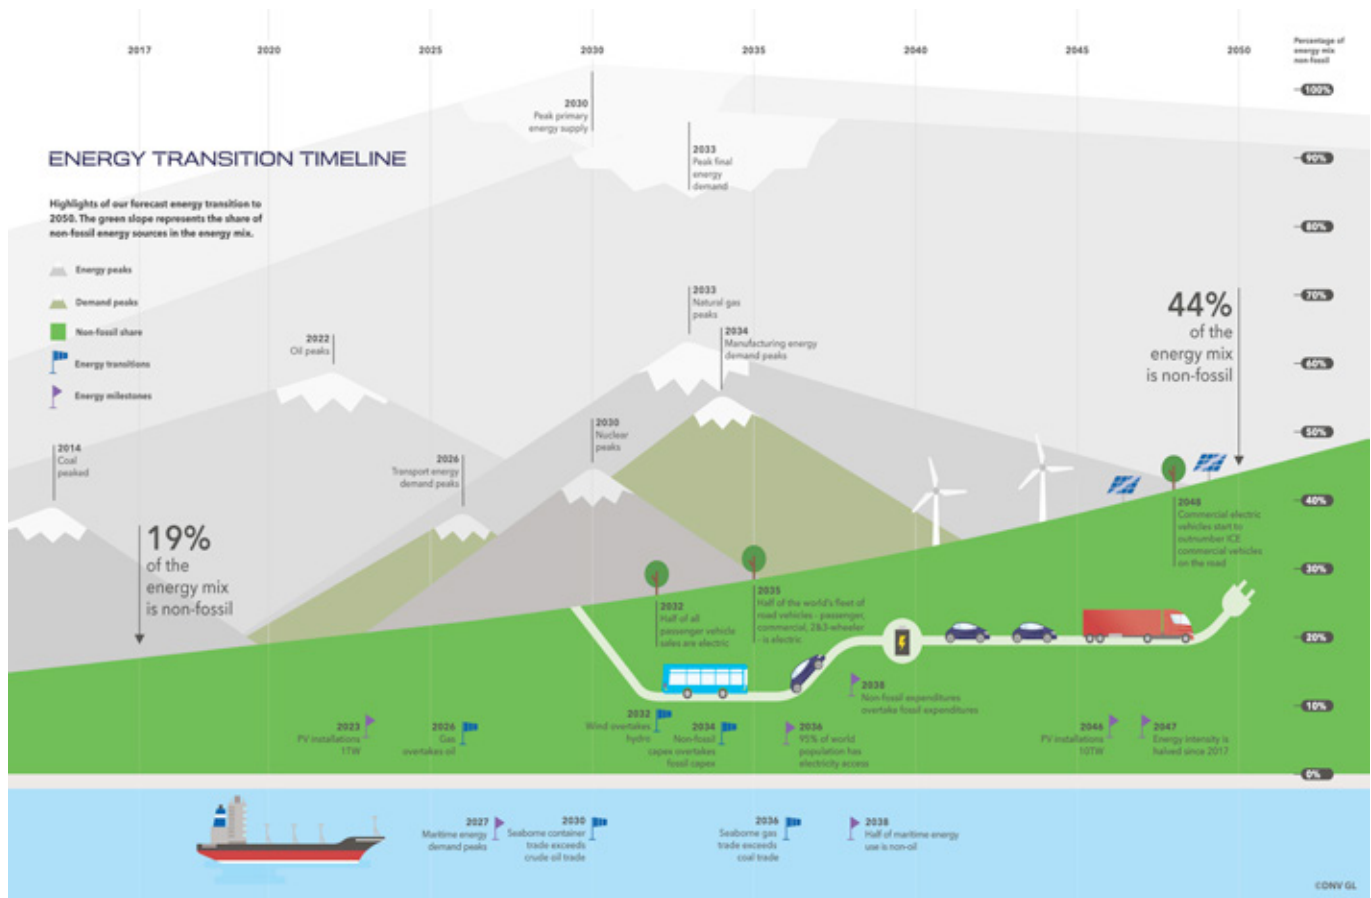 2017 2020 2025 2030 2035 2040 2045 2050
Percentage of
energy mix
non-fossil
100%
90%
80%
70%
60%
50%
40%
30%
20%
10%
0%
ENERGY TRANSITION TIMELINE
Highlights of our forecast energy transition to
2050. The green slope represents the share of
non-fossil energy sources in the energy mix.
Energy peaks
Demand peaks
Non-fossil share
Energy transitions
Energy milestones
2030
Peak primary
energy supply
2033
Peak final
energy
demand
2033
Natural gas
peaks
2034
Manufacturing energy
demand peaks
2022
Oil peaks
2030
Nuclear
peaks
2014
Coal
peaked
2026
Transport energy
demand peaks
19%
of the
energy mix
is non-fossil
44%
of the
energy mix
is non-fossil
2048
Commercial electric
vehicles start to
outnumber ICE
commercial vehicles
on the road
2032
Half of all
passenger vehicle
sales are electric
2035
Half of the world's fleet of
road vehicles - passenger,
commercial, 2&3-wheeler
- is electric
2038
Non fossil expenditures
overtake fossil expenditures
2023
PV installations
1TW
2026
Gas
overtakes oil
2032
Wind overtakes
hydro
2034
Non-fossil
capex overtakes
fossil capex
2036
95% of world
population has
electricity access
2046
PV installations
10TW
2047
Energy intensity is
halved since 2017
2027
Maritime energy
demand peaks
2030
Seaborne container
trade exceeds
crude oil trade
2036
Seaborne gas
trade exceeds
coal trade
2038
Half of maritime energy
use is non-oil
©DNV GL